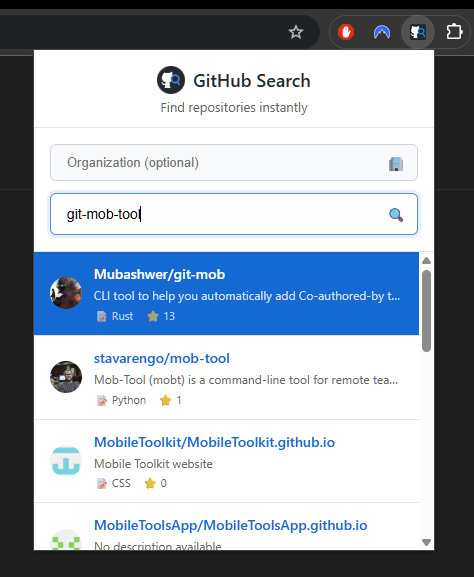 GitHub Search
Find repositories instantly
Organization (optional)
git-mob-tool
Mubashwer/git-mob
CLI tool to help you automatically add Co-authored-by t...
Rust 13
stavarengo/mob-tool
Mob-Tool (mobt) is a command-line tool for remote tea...
Python 1
MobileToolkit/MobileToolkit.github.io
Mobile Toolkit website
CSS 0
MobileToolsApp/MobileToolsApp.github.io
No description available